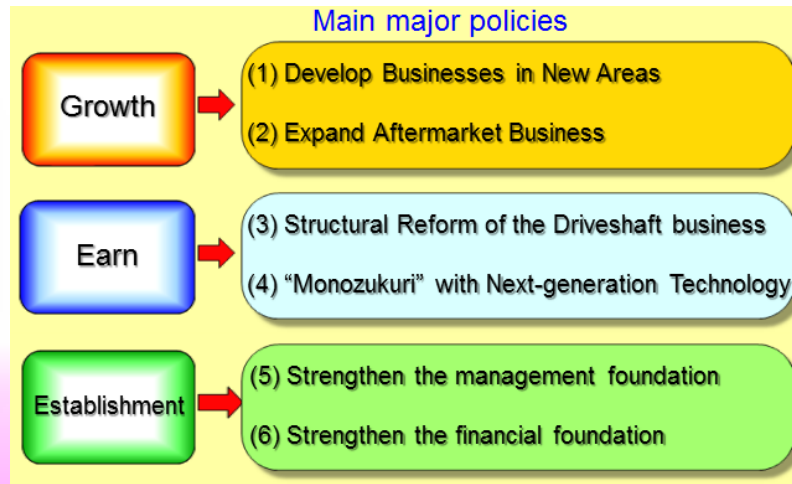 Main major policies
Growth
(1) Develop Businesses in New Areas
(2) Expand Aftermarket Business
Earn
(3) Structural Reform of the Driveshaft business
(4) “Monozukuri” with Next-generation Technology
Establishment
(5) Strengthen the management foundation
(6) Strengthen the financial foundation